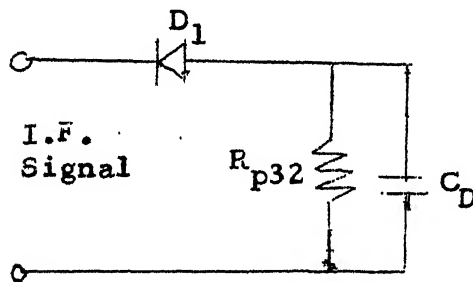 D1
I.F.
Signal
Rp32
CD